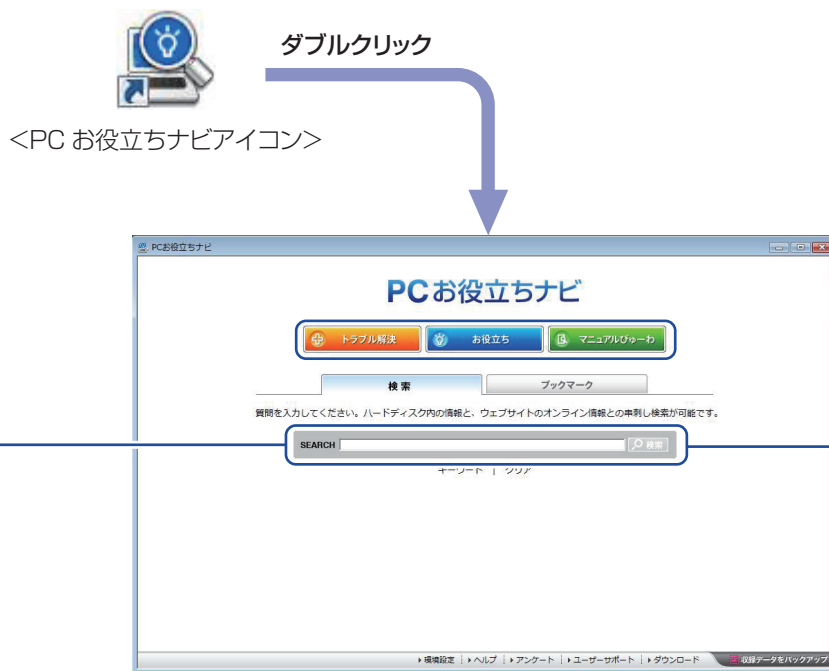 ダブルクリック
<PC お役立ちナビアイコン>
PCお役立ちナビ
PCお役立ちナビ
トラブル解決 お役立ち マニュアルびゅーわ
検索 ブックマーク
質問を入力してください。ハードディスク内の情報と、ウェブサイトのオンライン情報との串刺し検索が可能です。
SEARCH 検索
キーワード | クリア
環境設定 | ヘルプ | アンケート | ユーザーサポート | ダウンロード 収録データをバックアップ